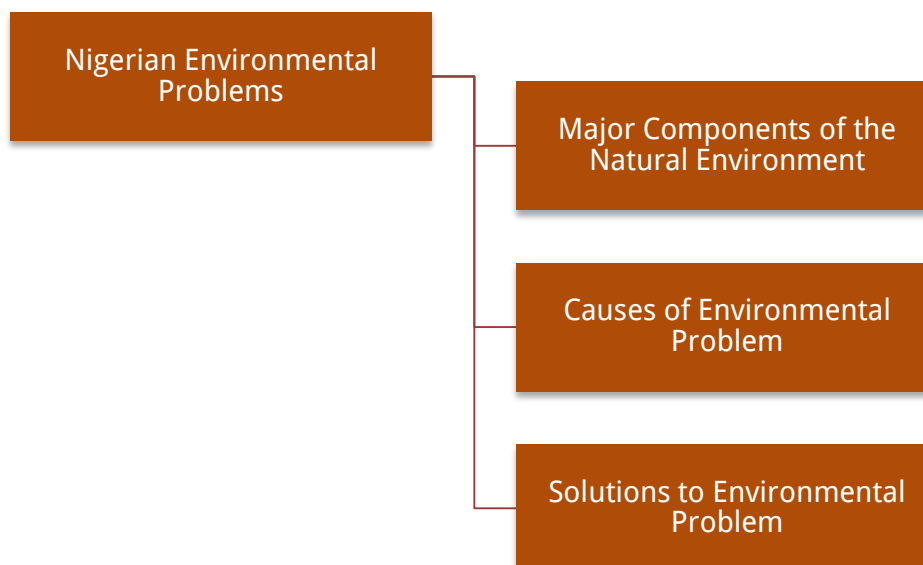 Nigerian Environmental
Problems
Major Components of the
Natural Environment
Causes of Environmental
Problem
Solutions to Environmental
Problem